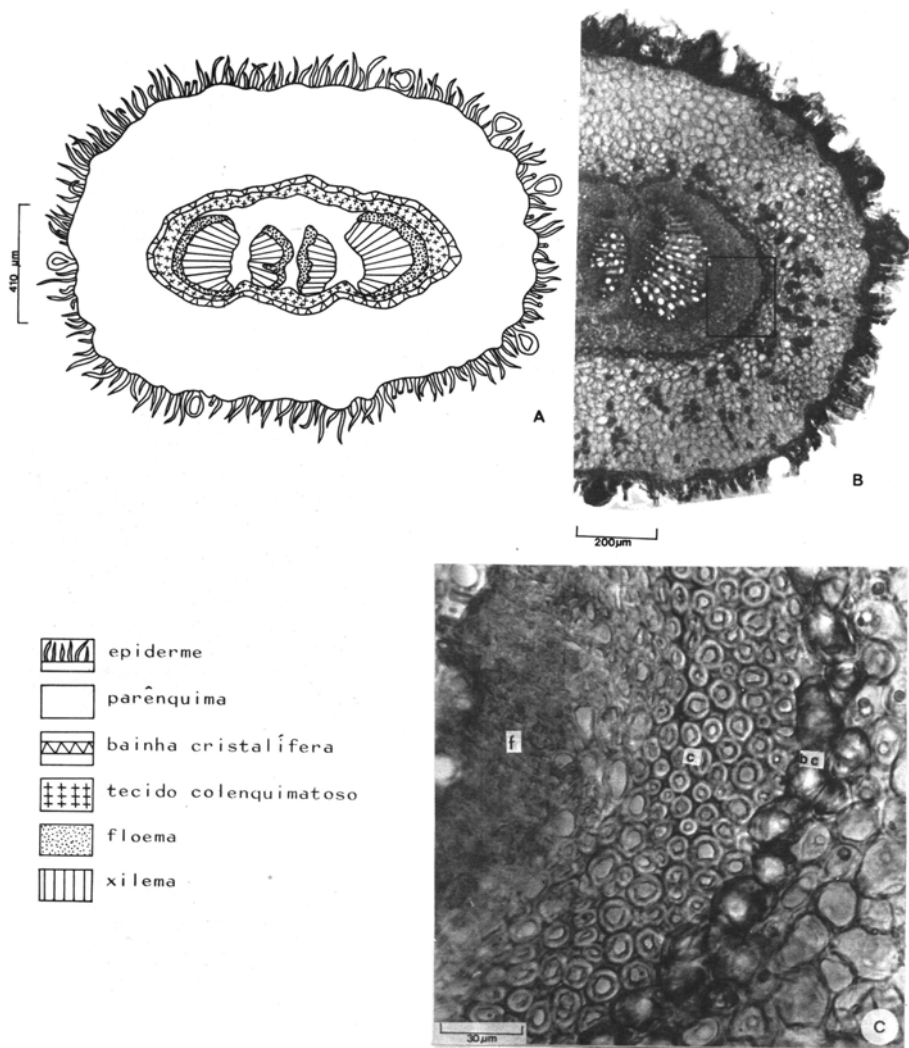 410 µm
A
B
200µm
epiderme
parênquima
bainha cristalífera
tecido colenquimatoso
floema
xilema
f
c
bc
30µm
C